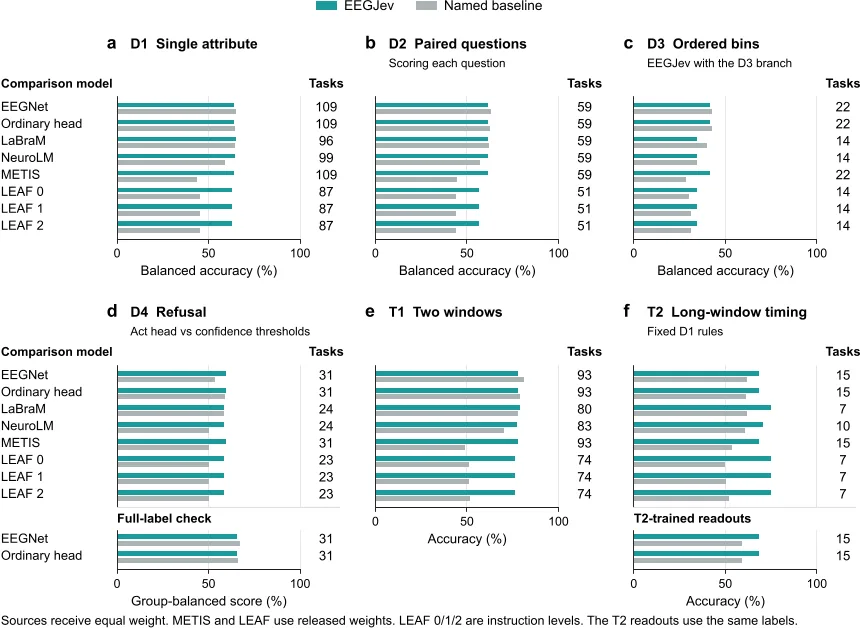 EEGJev Named baseline
a D1 Single attribute
b D2 Paired questions
Scoring each question
c D3 Ordered bins
EEGJev with the D3 branch
Comparison model Tasks Tasks Tasks
EEGNet 109 59 22
Ordinary head 109 59 22
LaBraM 96 59 14
NeuroLM 99 59 14
METIS 109 59 22
LEAF 0 87 51 14
LEAF 1 87 51 14
LEAF 2 87 51 14
0 50 100 0 50 100 0 50 100
Balanced accuracy (%) Balanced accuracy (%) Balanced accuracy (%)
d D4 Refusal
Act head vs confidence thresholds
e T1 Two windows
f T2 Long-window timing
Fixed D1 rules
Comparison model Tasks Tasks Tasks
EEGNet 31 93 15
Ordinary head 31 93 15
LaBraM 24 80 7
NeuroLM 24 83 10
METIS 31 93 15
LEAF 0 23 74 7
LEAF 1 23 74 7
LEAF 2 23 74 7
0 50 100
Accuracy (%)
Full-label check T2-trained readouts
EEGNet 31 15
Ordinary head 31 15
0 50 100 0 50 100
Group-balanced score (%) Accuracy (%)
Sources receive equal weight. METIS and LEAF use released weights. LEAF 0/1/2 are instruction levels. The T2 readouts use the same labels.